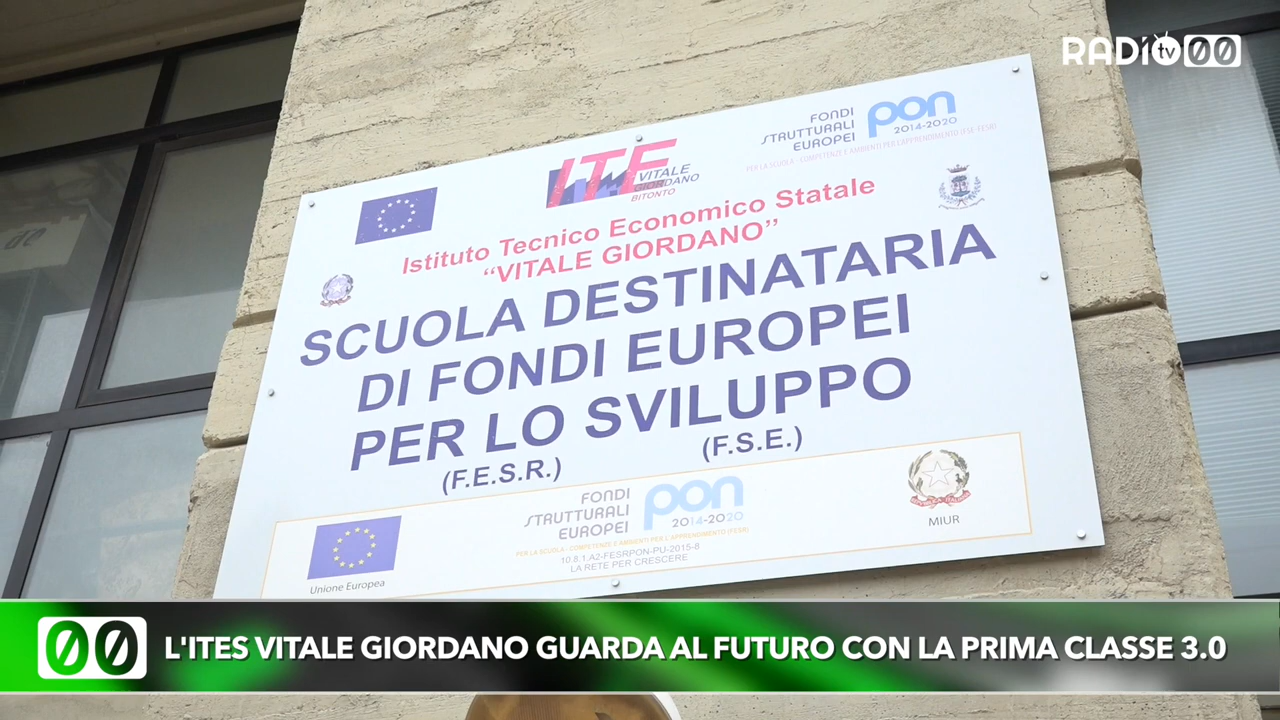 RADIO tv 00
FONDI
STRUTTURALI
EUROPEI
pon
2014-2020
PER LA SCUOLA - COMPETENZE E AMBIENTI PER L'APPRENDIMENTO (FSE-FESR)
ITE
VITALE
GIORDANO
BITONTO
Istituto Tecnico Economico Statale
“VITALE GIORDANO”
SCUOLA DESTINATARIA
DI FONDI EUROPEI
PER LO SVILUPPO
(F.E.S.R.) (F.S.E.)
FONDI
STRUTTURALI
EUROPEI
pon
2014-2020
PER LA SCUOLA - COMPETENZE E AMBIENTI PER L'APPRENDIMENTO (FESR)
10.8.1.A2-FESRPON-PU-2015-8
LA RETE PER CRESCERE
Unione Europea
MIUR
00 L'ITES VITALE GIORDANO GUARDA AL FUTURO CON LA PRIMA CLASSE 3.0